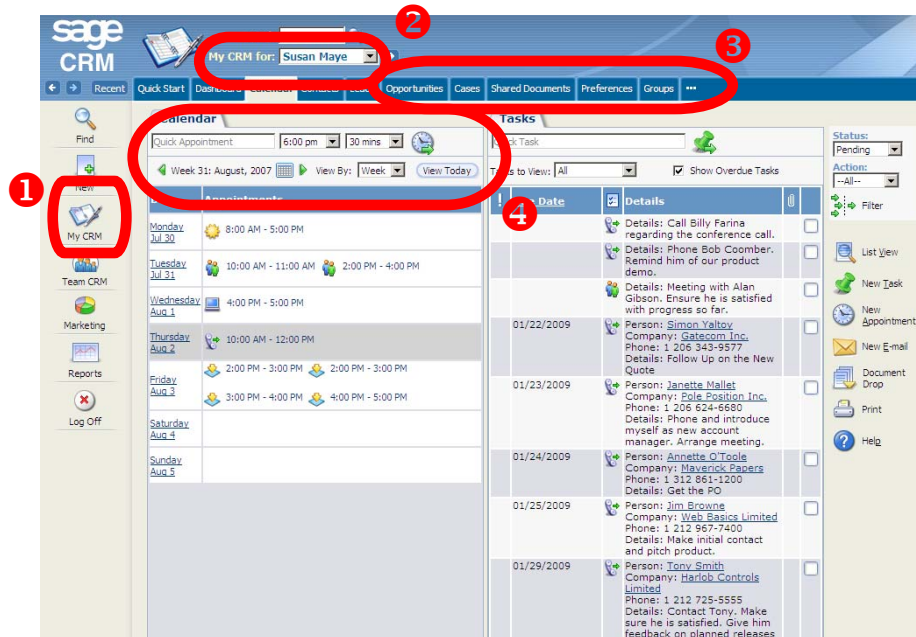 sage
CRM
2
My CRM for: Susan Maye
3
Recent
Quick Start
Opportunities
Cases
Shared Documents
Preferences
Groups
...
Find
New
1
My CRM
Team CRM
Marketing
Reports
Log Off
Calendar
Quick Appointment
6:00 pm
30 mins
Week 31: August, 2007
View By: Week
View Today
Appointments
Monday
Jul 30
8:00 AM - 5:00 PM
Tuesday
Jul 31
10:00 AM - 11:00 AM
2:00 PM - 4:00 PM
Wednesday
Aug 1
4:00 PM - 5:00 PM
Thursday
Aug 2
10:00 AM - 12:00 PM
Friday
Aug 3
2:00 PM - 3:00 PM
2:00 PM - 3:00 PM
3:00 PM - 4:00 PM
4:00 PM - 5:00 PM
Saturday
Aug 4
Sunday
Aug 5
Tasks
Quick Task
Tasks to View: All
Show Overdue Tasks
4
! Date
Details
Details: Call Billy Farina
regarding the conference call.
Details: Phone Bob Coomber.
Remind him of our product
demo.
Details: Meeting with Alan
Gibson. Ensure he is satisfied
with progress so far.
01/22/2009
Person: Simon Yaltoy
Company: Gatecom Inc.
Phone: 1 206 343-9577
Details: Follow Up on the New
Quote
01/23/2009
Person: Janette Mallet
Company: Pole Position Inc.
Phone: 1 206 624-6680
Details: Phone and introduce
myself as new account
manager. Arrange meeting.
01/24/2009
Person: Annette O'Toole
Company: Maverick Papers
Phone: 1 312 861-1200
Details: Get the PO
01/25/2009
Person: Jim Browne
Company: Web Basics Limited
Phone: 1 212 967-7400
Details: Make initial contact
and pitch product.
01/29/2009
Person: Tony Smith
Company: Harlob Controls
Limited
Phone: 1 212 725-5555
Details: Contact Tony. Make
sure he is satisfied. Give him
feedback on planned releases
Status:
Pending
Action:
--All--
Filter
List View
New Task
New
Appointment
New E-mail
Document
Drop
Print
Help